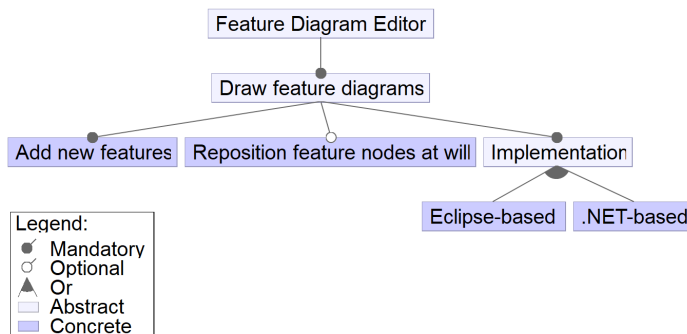 Feature Diagram Editor
Draw feature diagrams
Add new features
Reposition feature nodes at will
Implementation
Eclipse-based
.NET-based
Legend:
Mandatory
Optional
Or
Abstract
Concrete